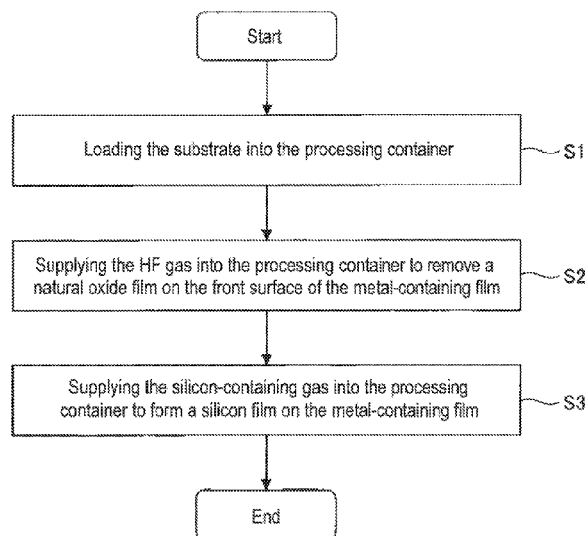 Start
Loading the substrate into the processing container
S1
Supplying the HF gas into the processing container to remove a
natural oxide film on the front surface of the metal-containing film
S2
Supplying the silicon-containing gas into the processing
container to form a silicon film on the metal-containing film
S3
End